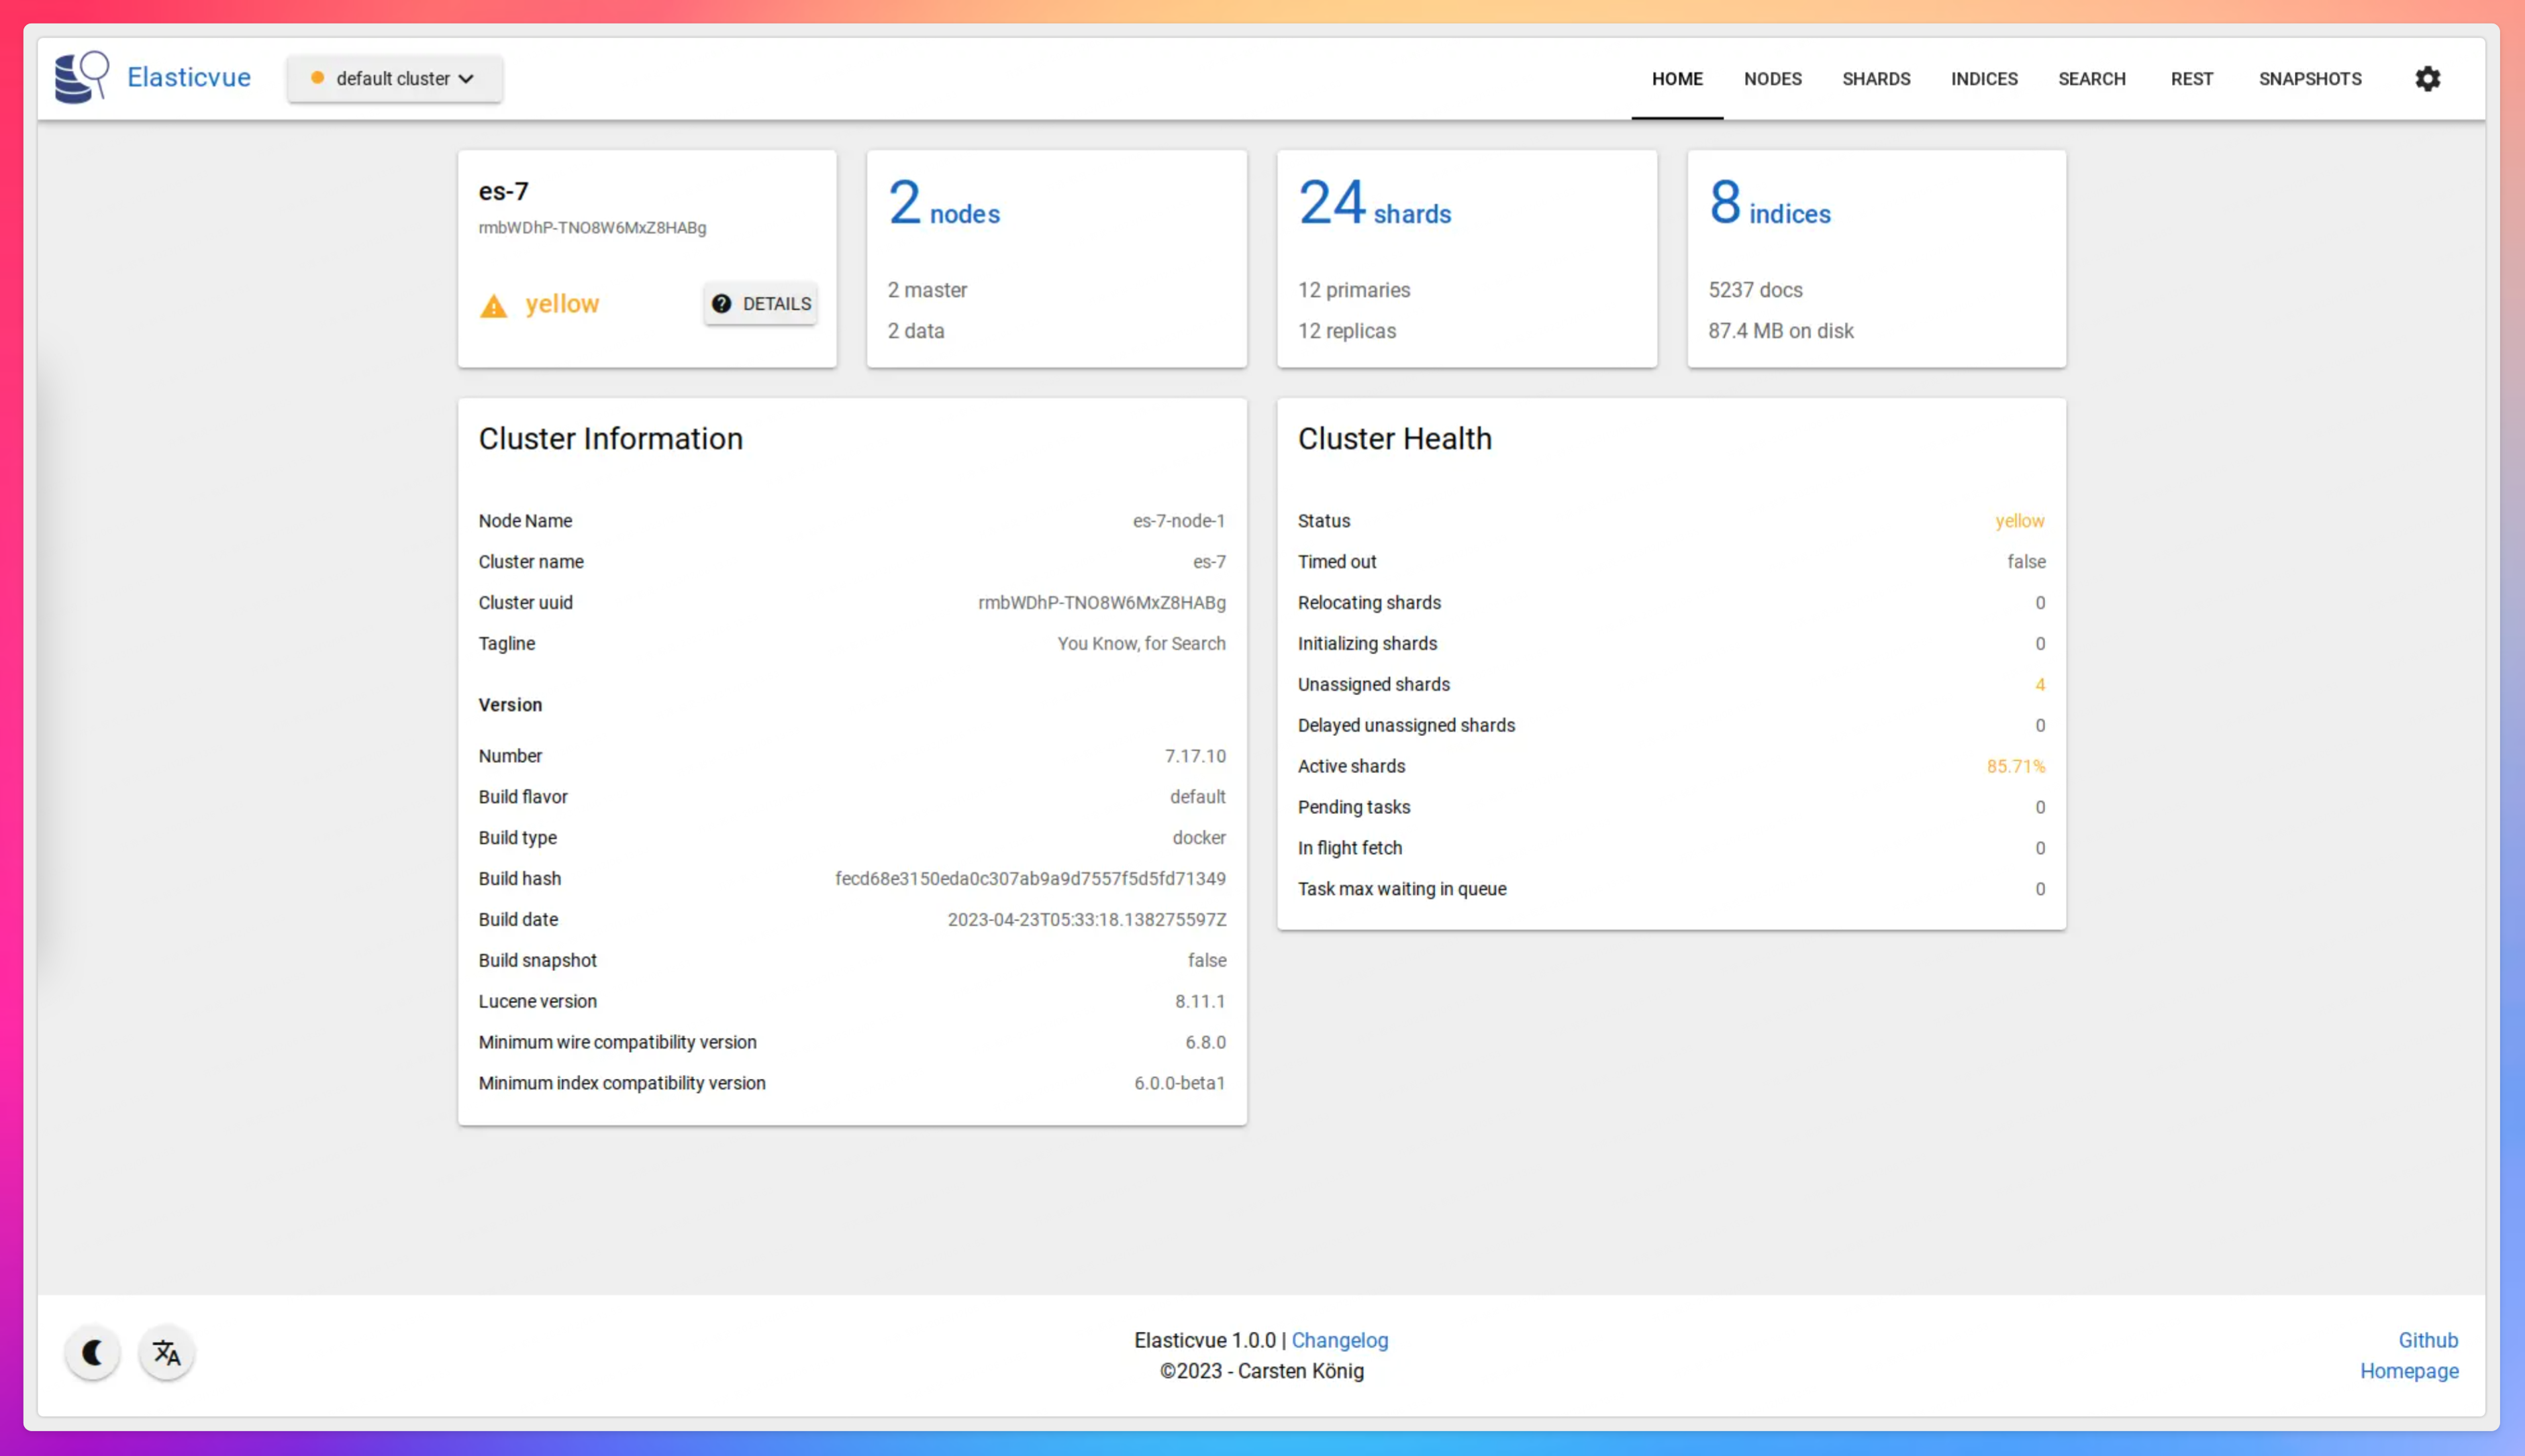 Elasticvue
default cluster
HOME NODES SHARDS INDICES SEARCH REST SNAPSHOTS
es-7
rmbWDhP-TNO8W6MxZ8HABg
yellow
DETAILS
2 nodes
2 master
2 data
24 shards
12 primaries
12 replicas
8 indices
5237 docs
87.4 MB on disk
Cluster Information
Node Name es-7-node-1
Cluster name es-7
Cluster uuid rmbWDhP-TNO8W6MxZ8HABg
Tagline You Know, for Search
Version
Number 7.17.10
Build flavor default
Build type docker
Build hash fecd68e3150eda0c307ab9a9d7557f5d5fd71349
Build date 2023-04-23T05:33:18.138275597Z
Build snapshot false
Lucene version 8.11.1
Minimum wire compatibility version 6.8.0
Minimum index compatibility version 6.0.0-beta1
Cluster Health
Status yellow
Timed out false
Relocating shards 0
Initializing shards 0
Unassigned shards 4
Delayed unassigned shards 0
Active shards 85.71%
Pending tasks 0
In flight fetch 0
Task max waiting in queue 0
Elasticvue 1.0.0 | Changelog
©2023 - Carsten König
Github
Homepage